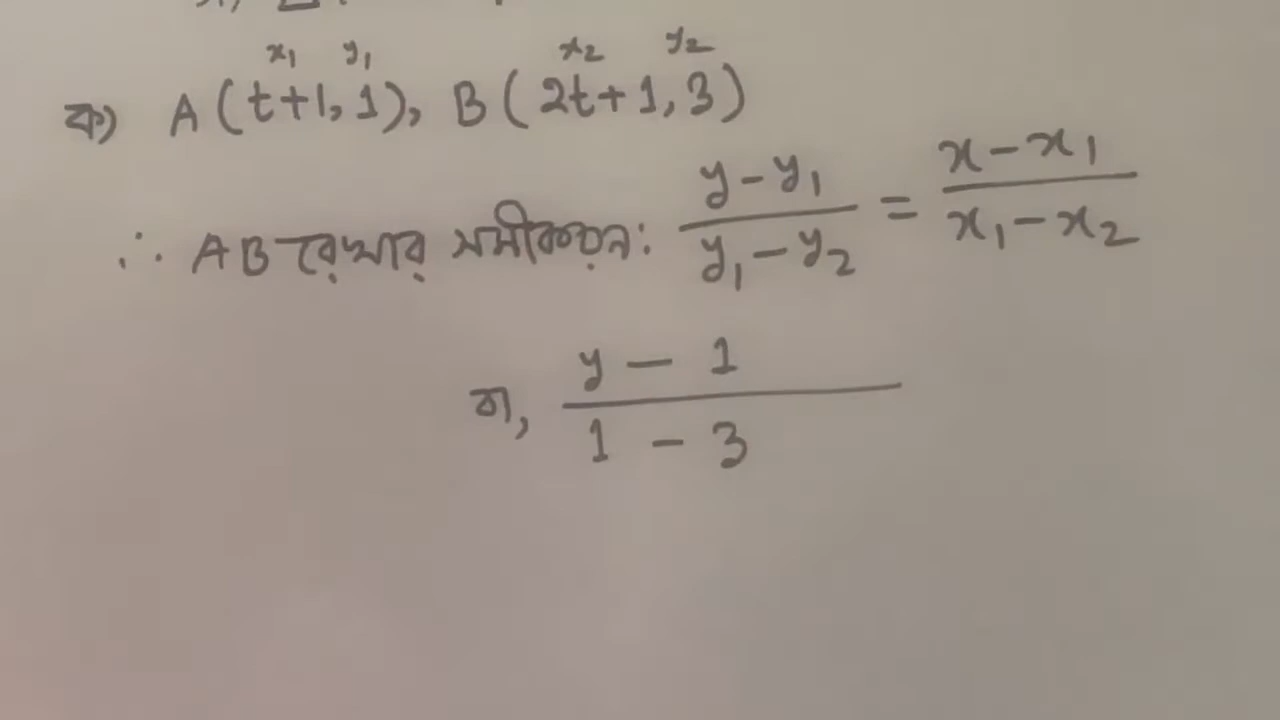 x₁ y₁ x₂ y₂
ক) A(t+1, 1), B(2t+1, 3)
∴ AB রেখার সমীকরন: (y-y₁)/(y₁-y₂) = (x-x₁)/(x₁-x₂)
বা, (y-1)/(1-3)